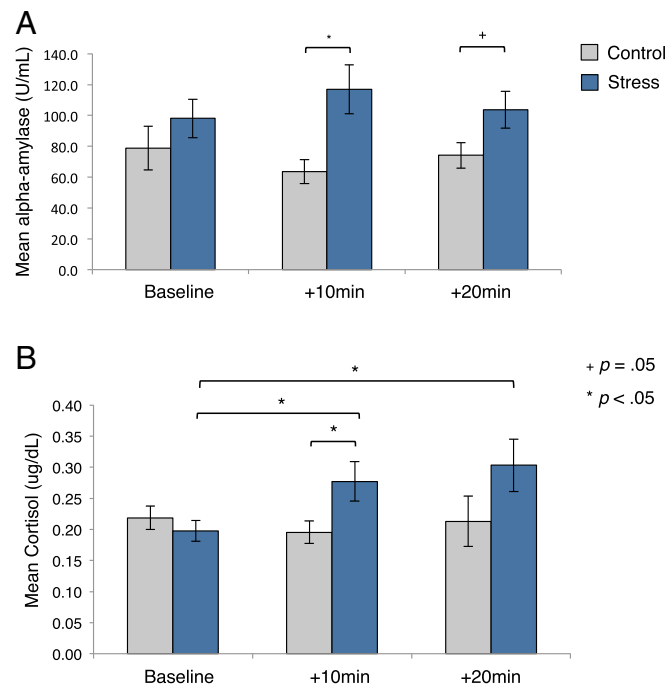 A
Mean alpha-amylase (U/mL)
140.0
120.0
100.0
80.0
60.0
40.0
20.0
0.0
*
+
Control
Stress
Baseline
+10min
+20min
B
+ p = .05
* p < .05
Mean Cortisol (ug/dL)
0.40
0.35
0.30
0.25
0.20
0.15
0.10
0.05
0.00
*
*
*
Baseline
+10min
+20min